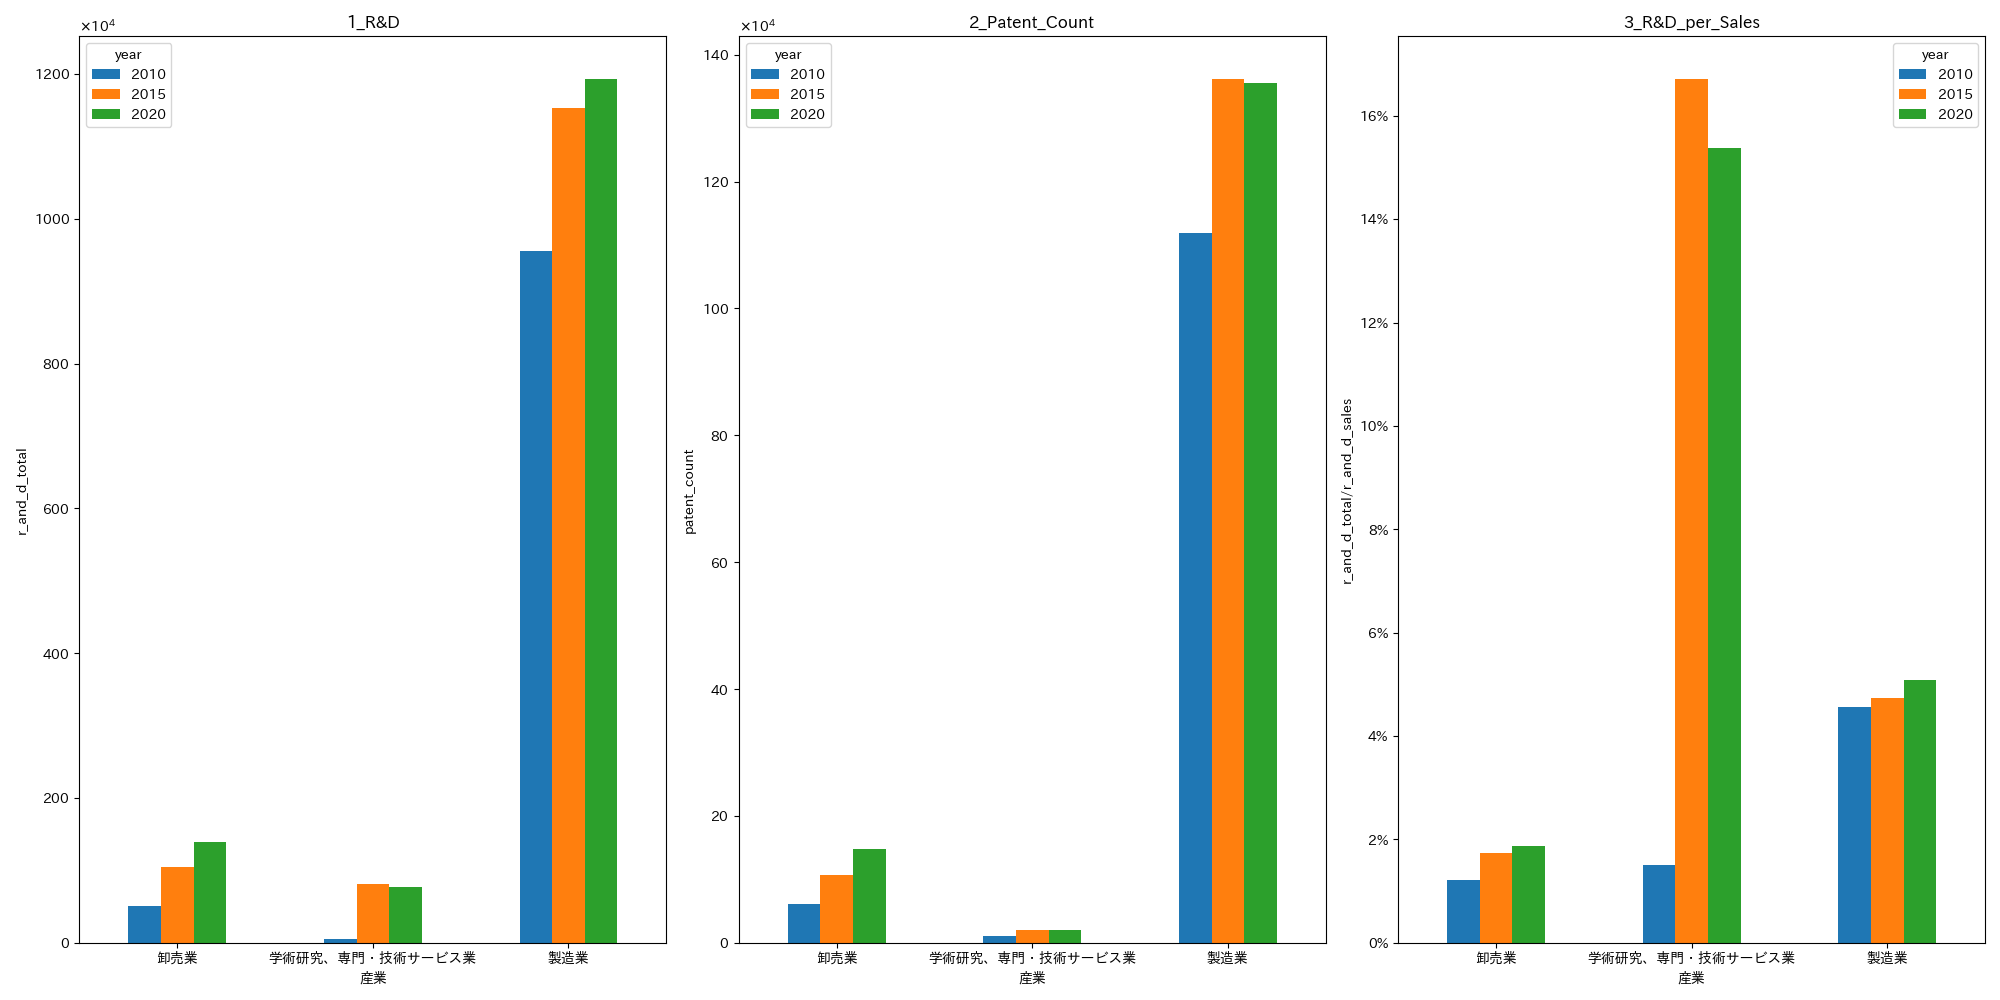 1_R&D
×10⁴
year
2010
2015
2020
1200
1000
800
600
400
200
0
r_and_d_total
卸売業
学術研究、専門・技術サービス業
製造業
産業
2_Patent_Count
×10⁴
year
2010
2015
2020
140
120
100
80
60
40
20
0
patent_count
卸売業
学術研究、専門・技術サービス業
製造業
産業
3_R&D_per_Sales
year
2010
2015
2020
16%
14%
12%
10%
8%
6%
4%
2%
0%
r_and_d_total/r_and_d_sales
卸売業
学術研究、専門・技術サービス業
製造業
産業